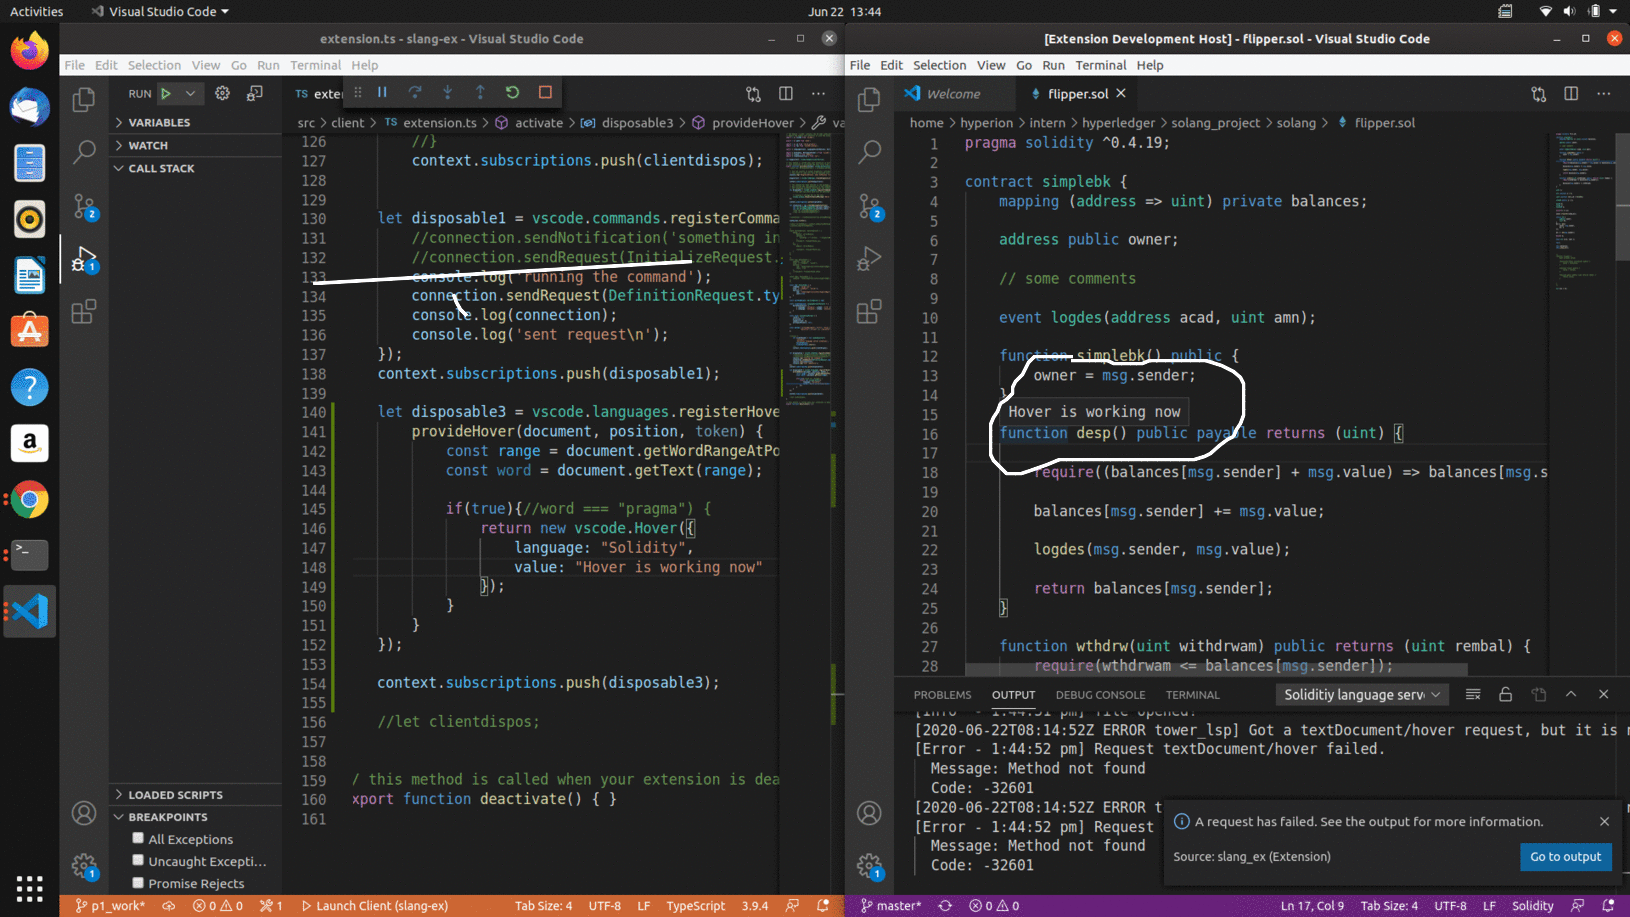 Activities
Visual Studio Code
Jun 22 13:44
extension.ts - slang-ex - Visual Studio Code
File Edit Selection View Go Run Terminal Help
RUN
VARIABLES
WATCH
CALL STACK
LOADED SCRIPTS
BREAKPOINTS
All Exceptions
Uncaught Excepti...
Promise Rejects
TS exte
src > client > TS extension.ts > activate > disposable3 > provideHover > va
126 //}
127 context.subscriptions.push(clientdispos);
128
129
130 let disposable1 = vscode.commands.registerComma
131 //connection.sendNotification('something in
132 //connection.sendRequest(InitializeRequest.
133 console.log('running the command');
134 connection.sendRequest(DefinitionRequest.ty
135 console.log(connection);
136 console.log('sent request\n');
137 });
138 context.subscriptions.push(disposable1);
139
140 let disposable3 = vscode.languages.registerHove
141 provideHover(document, position, token) {
142 const range = document.getWordRangeAtPo
143 const word = document.getText(range);
144
145 if(true){//word === "pragma") {
146 return new vscode.Hover({
147 language: "Solidity",
148 value: "Hover is working now"
149 });
150 }
151 }
152 });
153
154 context.subscriptions.push(disposable3);
155
156 //let clientdispos;
157
158
159 / this method is called when your extension is dea
160 xport function deactivate() { }
161
p1_work* 0 0 1 Launch Client (slang-ex) Tab Size: 4 UTF-8 LF TypeScript 3.9.4
[Extension Development Host] - flipper.sol - Visual Studio Code
File Edit Selection View Go Run Terminal Help
Welcome flipper.sol
home > hyperion > intern > hyperledger > solang_project > solang > flipper.sol
1 pragma solidity ^0.4.19;
2
3 contract simplebk {
4 mapping (address => uint) private balances;
5
6 address public owner;
7
8 // some comments
9
10 event logdes(address acad, uint amn);
11
12 function simplebk() public {
13 owner = msg.sender;
14 }
15 Hover is working now
16 function desp() public payable returns (uint) {
17
18 require((balances[msg.sender] + msg.value) => balances[msg.s
19
20 balances[msg.sender] += msg.value;
21
22 logdes(msg.sender, msg.value);
23
24 return balances[msg.sender];
25 }
26
27 function wthdrw(uint withdrwam) public returns (uint rembal) {
28 require(wthdrwam <= balances[msg.sender]);
PROBLEMS OUTPUT DEBUG CONSOLE TERMINAL Soliditiy language serv
[Info - 1:44:51 pm] file opened!
[2020-06-22T08:14:52Z ERROR tower_lsp] Got a textDocument/hover request, but it is n
[Error - 1:44:52 pm] Request textDocument/hover failed.
Message: Method not found
Code: -32601
[2020-06-22T08:14:52Z ERROR t
[Error - 1:44:52 pm] Request
Message: Method not found
Code: -32601
A request has failed. See the output for more information.
Source: slang_ex (Extension)
Go to output
master* 0 0 Ln 17, Col 9 Tab Size: 4 UTF-8 LF Solidity